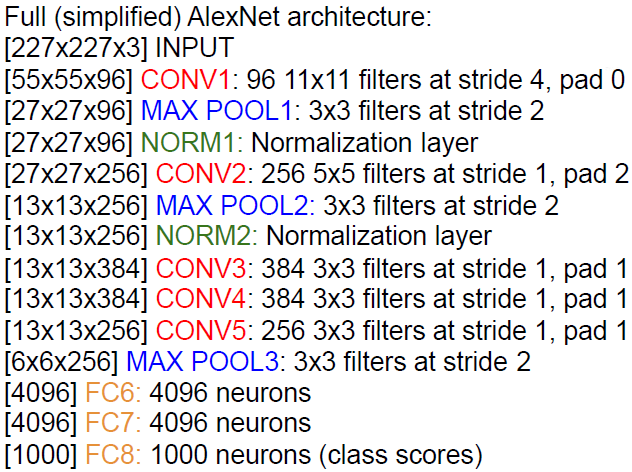 Full (simplified) AlexNet architecture:
[227x227x3] INPUT
[55x55x96] CONV1: 96 11x11 filters at stride 4, pad 0
[27x27x96] MAX POOL1: 3x3 filters at stride 2
[27x27x96] NORM1: Normalization layer
[27x27x256] CONV2: 256 5x5 filters at stride 1, pad 2
[13x13x256] MAX POOL2: 3x3 filters at stride 2
[13x13x256] NORM2: Normalization layer
[13x13x384] CONV3: 384 3x3 filters at stride 1, pad 1
[13x13x384] CONV4: 384 3x3 filters at stride 1, pad 1
[13x13x256] CONV5: 256 3x3 filters at stride 1, pad 1
[6x6x256] MAX POOL3: 3x3 filters at stride 2
[4096] FC6: 4096 neurons
[4096] FC7: 4096 neurons
[1000] FC8: 1000 neurons (class scores)